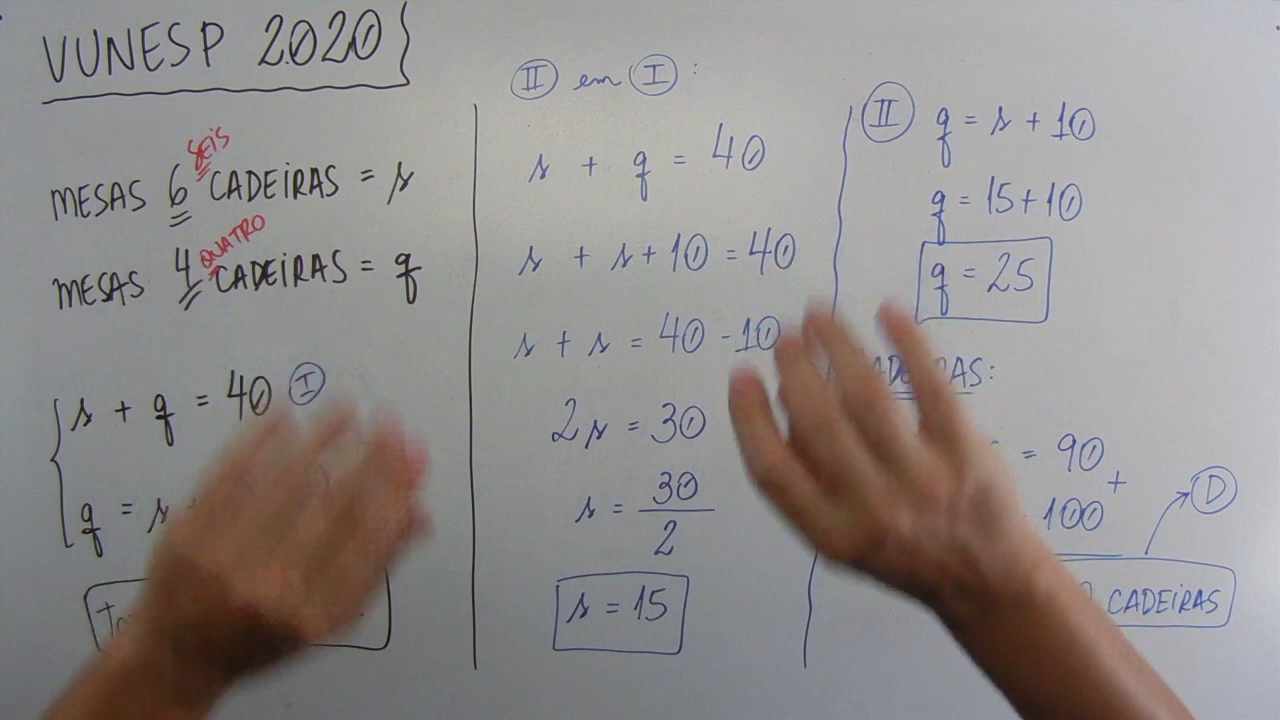 VUNESP 2020
SEIS
MESAS 6 CADEIRAS = s
QUATRO
MESAS 4 CADEIRAS = q
s + q = 40 I
q = s
II em I :
s + q = 40
s + s + 10 = 40
s + s = 40 - 10
2s = 30
s = 30
2
s = 15
II q = s + 10
q = 15 + 10
q = 25
= 90
+
100
D
CADEIRAS